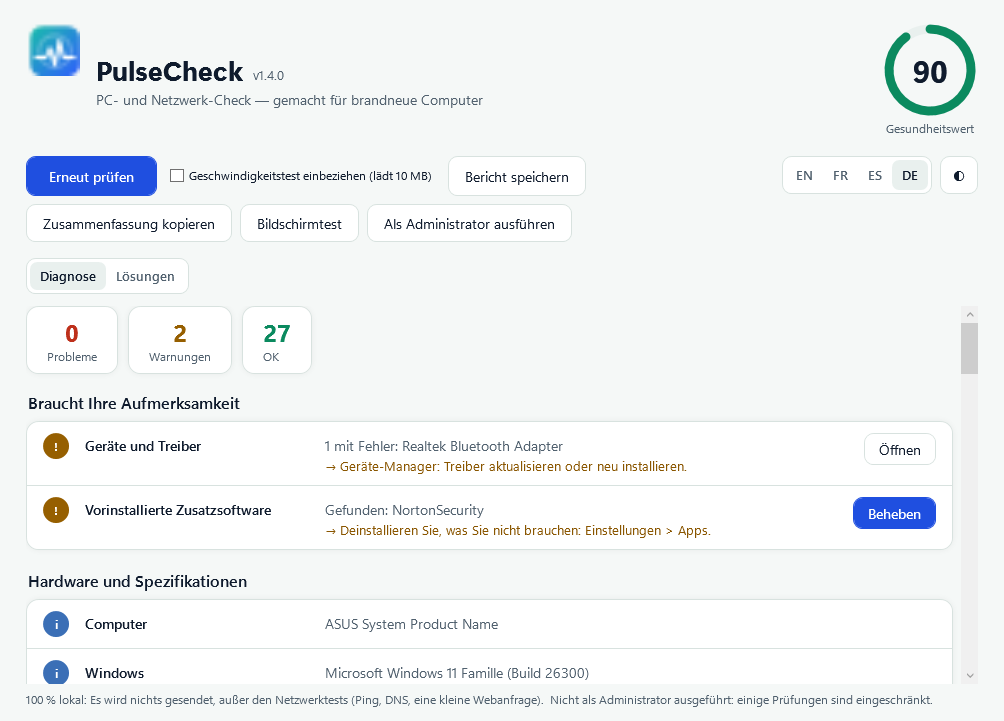 PulseCheck v1.4.0
PC- und Netzwerk-Check — gemacht für brandneue Computer
90
Gesundheitswert
Erneut prüfen
Geschwindigkeitstest einbeziehen (lädt 10 MB)
Bericht speichern
EN FR ES DE
Zusammenfassung kopieren
Bildschirmtest
Als Administrator ausführen
Diagnose
Lösungen
0
Probleme
2
Warnungen
27
OK
Braucht Ihre Aufmerksamkeit
! Geräte und Treiber
1 mit Fehler: Realtek Bluetooth Adapter
→ Geräte-Manager: Treiber aktualisieren oder neu installieren.
Öffnen
! Vorinstallierte Zusatzsoftware
Gefunden: NortonSecurity
→ Deinstallieren Sie, was Sie nicht brauchen: Einstellungen > Apps.
Beheben
Hardware und Spezifikationen
i Computer
ASUS System Product Name
i Windows
Microsoft Windows 11 Famille (Build 26300)
100 % lokal: Es wird nichts gesendet, außer den Netzwerktests (Ping, DNS, eine kleine Webanfrage). Nicht als Administrator ausgeführt: einige Prüfungen sind eingeschränkt.